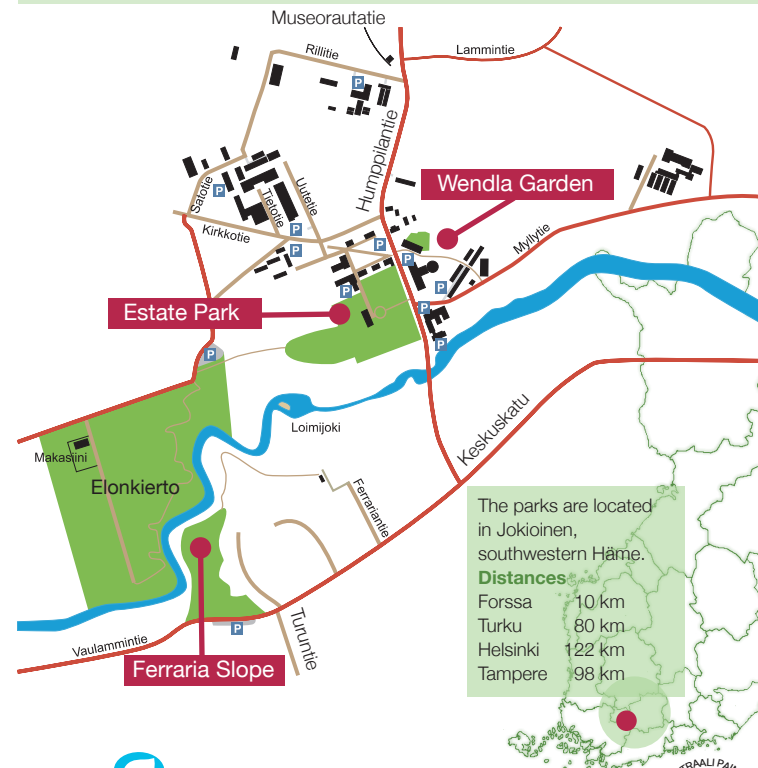 Museorautatie
Rillitie
Lammintie
P
Humppilantie
Wendla Garden
Satotie
P
Tietotie
Uutetie
Kirkkotie
P
P
P
P
Myllytie
P
P
Estate Park
P
P
P
Loimijoki
Keskuskatu
Makasiini
Elonkierto
Ferrariantie
The parks are located
in Jokioinen,
southwestern Häme.
Distances
Forssa 10 km
Turku 80 km
Helsinki 122 km
Tampere 98 km
Turuntie
P
Vaulammintie
Ferraria Slope